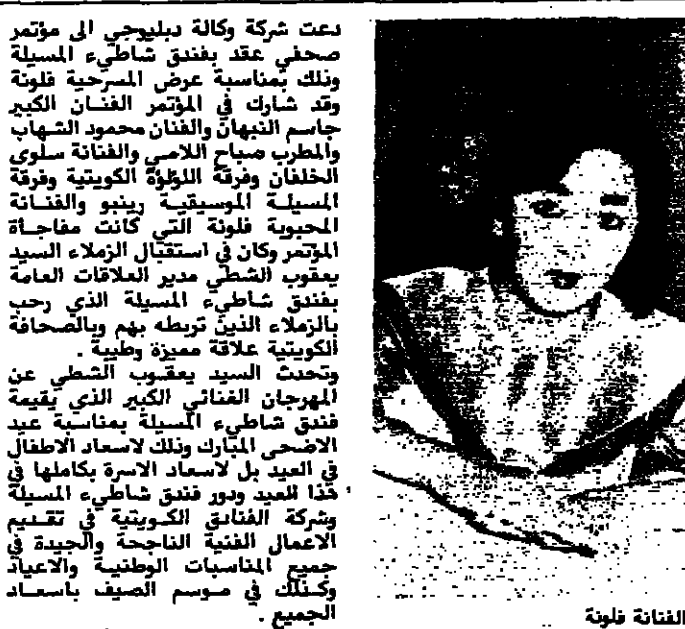 دعت شركة وكالة دبليوجي الى مؤتمر
صحفي عقد بفندق شاطيء المسيلة
وذلك بمناسبة عرض المسرحية فلونة
وقد شارك في المؤتمر الفنان الكبير
جاسم النبهان والفنان محمود الشهاب
والمطرب صباح اللامي والفنانة سلوى
الخلفان وفرقة اللؤلؤة الكويتية وفرقة
المسيلة الموسيقية رينبو والفنانة
المحبوبة فلونة التي كانت مفاجأة
المؤتمر وكان في استقبال الزملاء السيد
يعقوب الشطي مدير العلاقات العامة
بفندق شاطيء المسيلة الذي رحب
بالزملاء الذين تربطه بهم وبالصحافة
الكويتية علاقة مميزة وطيبة .
وتحدث السيد يعقوب الشطي عن
المهرجان الغنائي الكبير الذي يقيمة
فندق شاطيء المسيلة بمناسبة عيد
الاضحى المبارك وذلك لاسعاد الاطفال
في العيد بل لاسعاد الاسرة بكاملها في
هذا العيد ودور فندق شاطيء المسيلة
وشركة الفنادق الكويتية في تقديم
الاعمال الفنية الناجحة والجيدة في
جميع المناسبات الوطنية والاعياد
وكذلك في موسم الصيف باسعاد
الجميع .
الفنانة فلونة